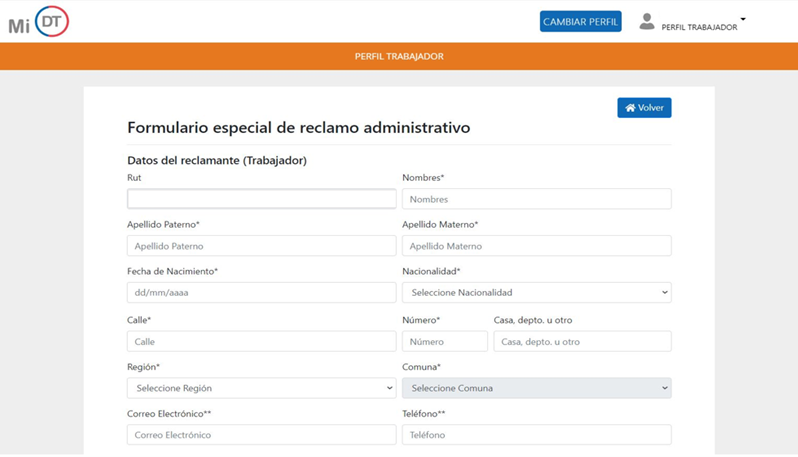 Mi DT
CAMBIAR PERFIL
PERFIL TRABAJADOR
PERFIL TRABAJADOR
Volver
Formulario especial de reclamo administrativo
Datos del reclamante (Trabajador)
Rut
Nombres*
Nombres
Apellido Paterno*
Apellido Materno*
Apellido Paterno
Apellido Materno
Fecha de Nacimiento*
Nacionalidad*
dd/mm/aaaa
Seleccione Nacionalidad
Calle*
Número*
Casa, depto. u otro
Calle
Número
Casa, depto. u otro
Región*
Comuna*
Seleccione Región
Seleccione Comuna
Correo Electrónico**
Teléfono**
Correo Electrónico
Teléfono